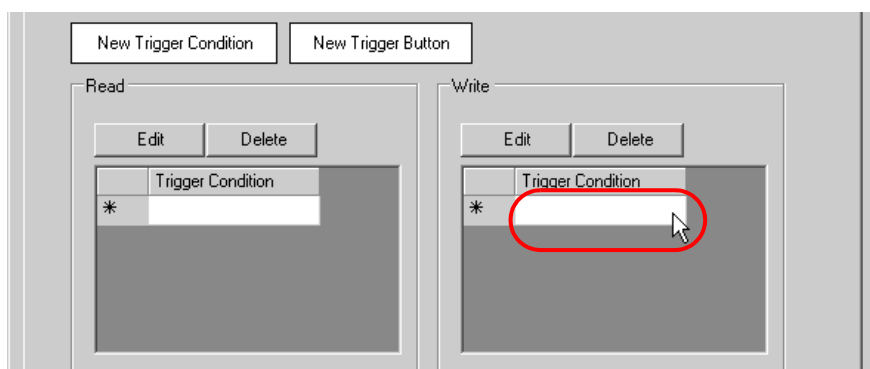 New Trigger Condition New Trigger Button
Read Write
Edit Delete Edit Delete
Trigger Condition Trigger Condition
* *